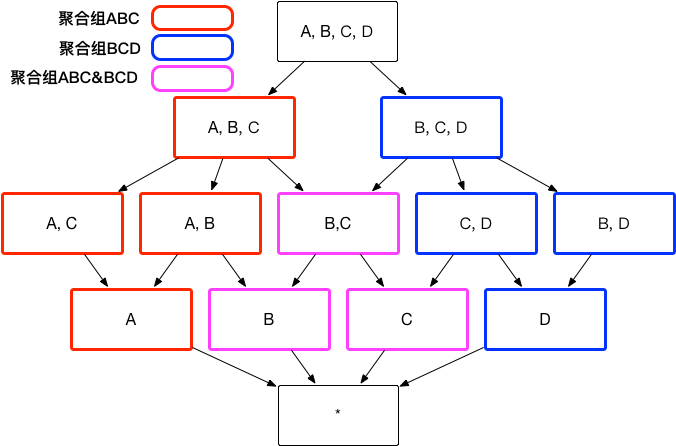 聚合组ABC
聚合组BCD
聚合组ABC&BCD
A, B, C, D
A, B, C
B, C, D
A, C
A, B
B,C
C, D
B, D
A
B
C
D
*